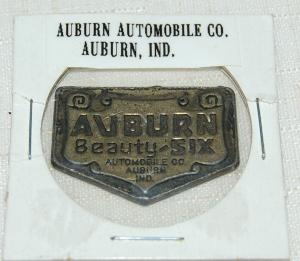 AUBURN AUTOMOBILE CO.
AUBURN, IND.
AUBURN
Beauty-SIX
AUTOMOBILE CO.
AUBURN
IND.